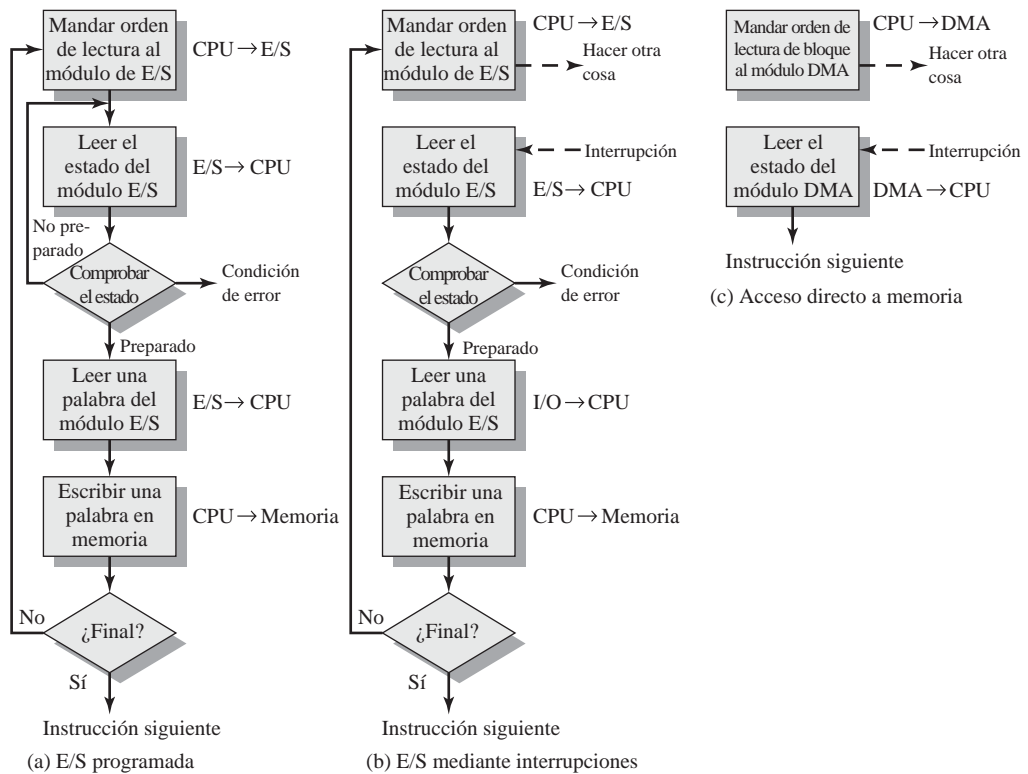 Mandar orden
de lectura al
módulo de E/S
CPU → E/S
Leer el
estado del
módulo E/S
E/S → CPU
No pre-
parado
Comprobar
el estado
Condición
de error
Preparado
Leer una
palabra del
módulo E/S
E/S → CPU
Escribir una
palabra en
memoria
CPU → Memoria
No
¿Final?
Sí
Instrucción siguiente
(a) E/S programada
Mandar orden
de lectura al
módulo de E/S
CPU → E/S
Hacer otra
cosa
Leer el
estado del
módulo E/S
Interrupción
E/S → CPU
Comprobar
el estado
Condición
de error
Preparado
Leer una
palabra del
módulo E/S
I/O → CPU
Escribir una
palabra en
memoria
CPU → Memoria
No
¿Final?
Sí
Instrucción siguiente
(b) E/S mediante interrupciones
Mandar orden de
lectura de bloque
al módulo DMA
CPU → DMA
Hacer otra
cosa
Leer el
estado del
módulo DMA
Interrupción
DMA → CPU
Instrucción siguiente
(c) Acceso directo a memoria